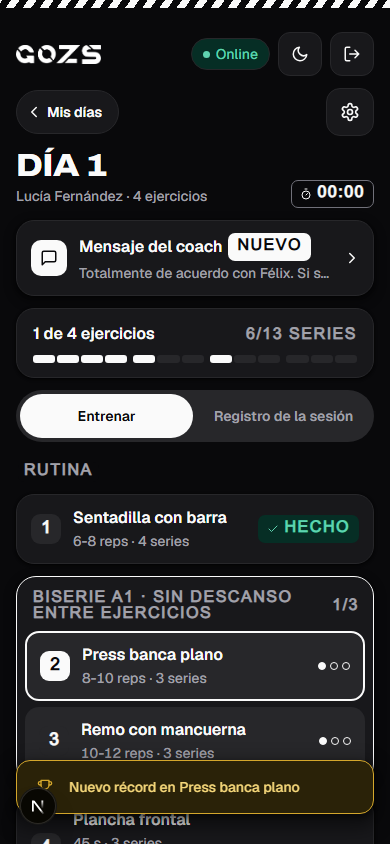 GOZS
Online
Mis días
DÍA 1
Lucía Fernández · 4 ejercicios
00:00
Mensaje del coach NUEVO
Totalmente de acuerdo con Félix. Si s...
1 de 4 ejercicios 6/13 SERIES
Entrenar Registro de la sesión
RUTINA
1 Sentadilla con barra
6-8 reps · 4 series
HECHO
BISERIE A1 · SIN DESCANSO
ENTRE EJERCICIOS
1/3
2 Press banca plano
8-10 reps · 3 series
3 Remo con mancuerna
10-12 reps · 3 series
Nuevo récord en Press banca plano
N
4 Plancha frontal
45 s · 3 series